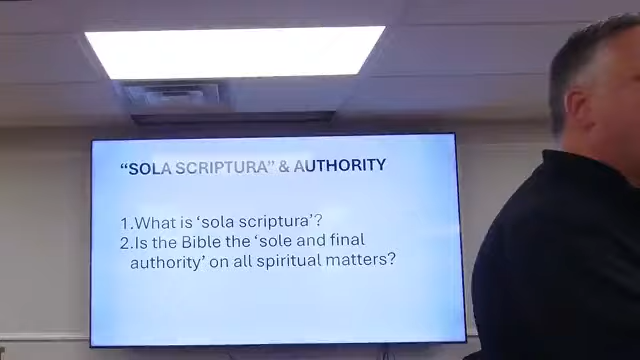 “SOLA SCRIPTURA” & AUTHORITY
1.What is ‘sola scriptura’?
2.Is the Bible the ‘sole and final
authority’ on all spiritual matters?